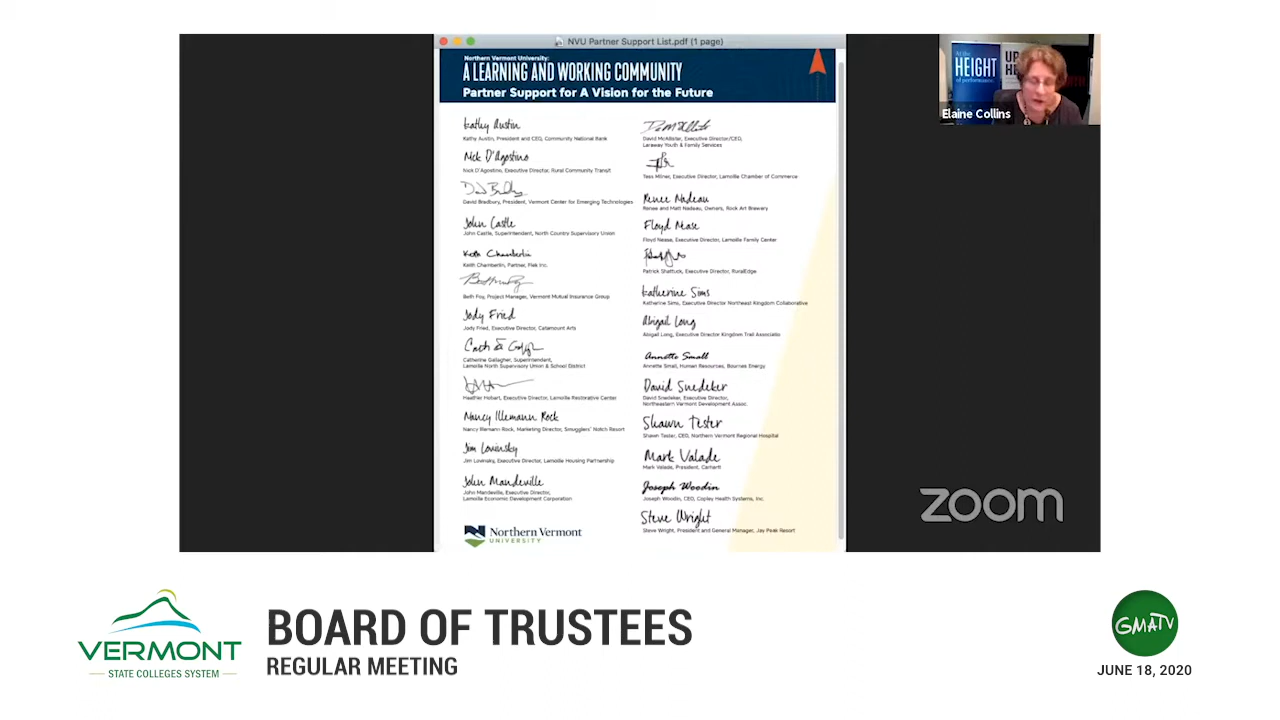 NVU Partner Support List.pdf (1 page)
Northern Vermont University:
A LEARNING AND WORKING COMMUNITY
Partner Support for A Vision for the Future
Kathy Austin
Kathy Austin, President and CEO, Community National Bank
Nick D'Agostino
Nick D'Agostino, Executive Director, Rural Community Transit
David Bradbury, President, Vermont Center for Emerging Technologies
John Castle
John Castle, Superintendent, North Country Supervisory Union
Keith Chamberlin
Keith Chamberlin, Partner, Flek Inc.
Beth Foy, Project Manager, Vermont Mutual Insurance Group
Jody Fried
Jody Fried, Executive Director, Catamount Arts
Catherine Gallagher, Superintendent,
Lamoille North Supervisory Union & School District
Heather Hobart, Executive Director, Lamoille Restorative Center
Nancy Illemann Rock
Nancy Illemann Rock, Marketing Director, Smugglers' Notch Resort
Jim Lovinsky
Jim Lovinsky, Executive Director, Lamoille Housing Partnership
John Mandeville
John Mandeville, Executive Director,
Lamoille Economic Development Corporation
Northern Vermont
UNIVERSITY
David McAllister, Executive Director/CEO,
Laraway Youth & Family Services
Tess Milner, Executive Director, Lamoille Chamber of Commerce
Renee Nadeau
Renee and Matt Nadeau, Owners, Rock Art Brewery
Floyd Nease
Floyd Nease, Executive Director, Lamoille Family Center
Patrick Shattuck, Executive Director, RuralEdge
Katherine Sims
Katherine Sims, Executive Director Northeast Kingdom Collaborative
Abigail Long
Abigail Long, Executive Director Kingdom Trail Associatio
Annette Small
Annette Small, Human Resources, Bournes Energy
David Snedeker
David Snedeker, Executive Director,
Northeastern Vermont Development Assoc.
Shawn Tester
Shawn Tester, CEO, Northern Vermont Regional Hospital
Mark Valade
Mark Valade, President, Carhartt
Joseph Woodin
Joseph Woodin, CEO, Copley Health Systems, Inc.
Steve Wright
Steve Wright, President and General Manager, Jay Peak Resort
At the
HEIGHT
of performance.
Elaine Collins
zoom
VERMONT
STATE COLLEGES SYSTEM
BOARD OF TRUSTEES
REGULAR MEETING
GMATV
JUNE 18, 2020